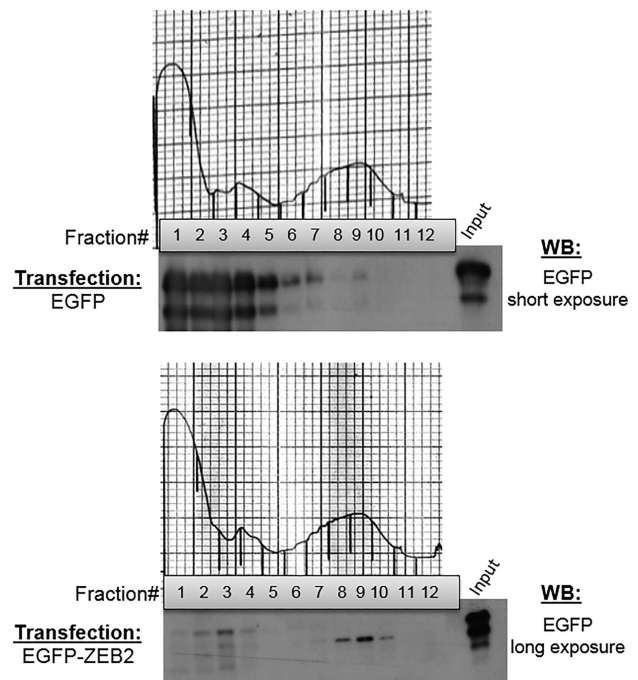 Fraction# 1 2 3 4 5 6 7 8 9 10 11 12 Input
Transfection:
EGFP
WB:
EGFP
short exposure
Fraction# 1 2 3 4 5 6 7 8 9 10 11 12 Input
Transfection:
EGFP-ZEB2
WB:
EGFP
long exposure